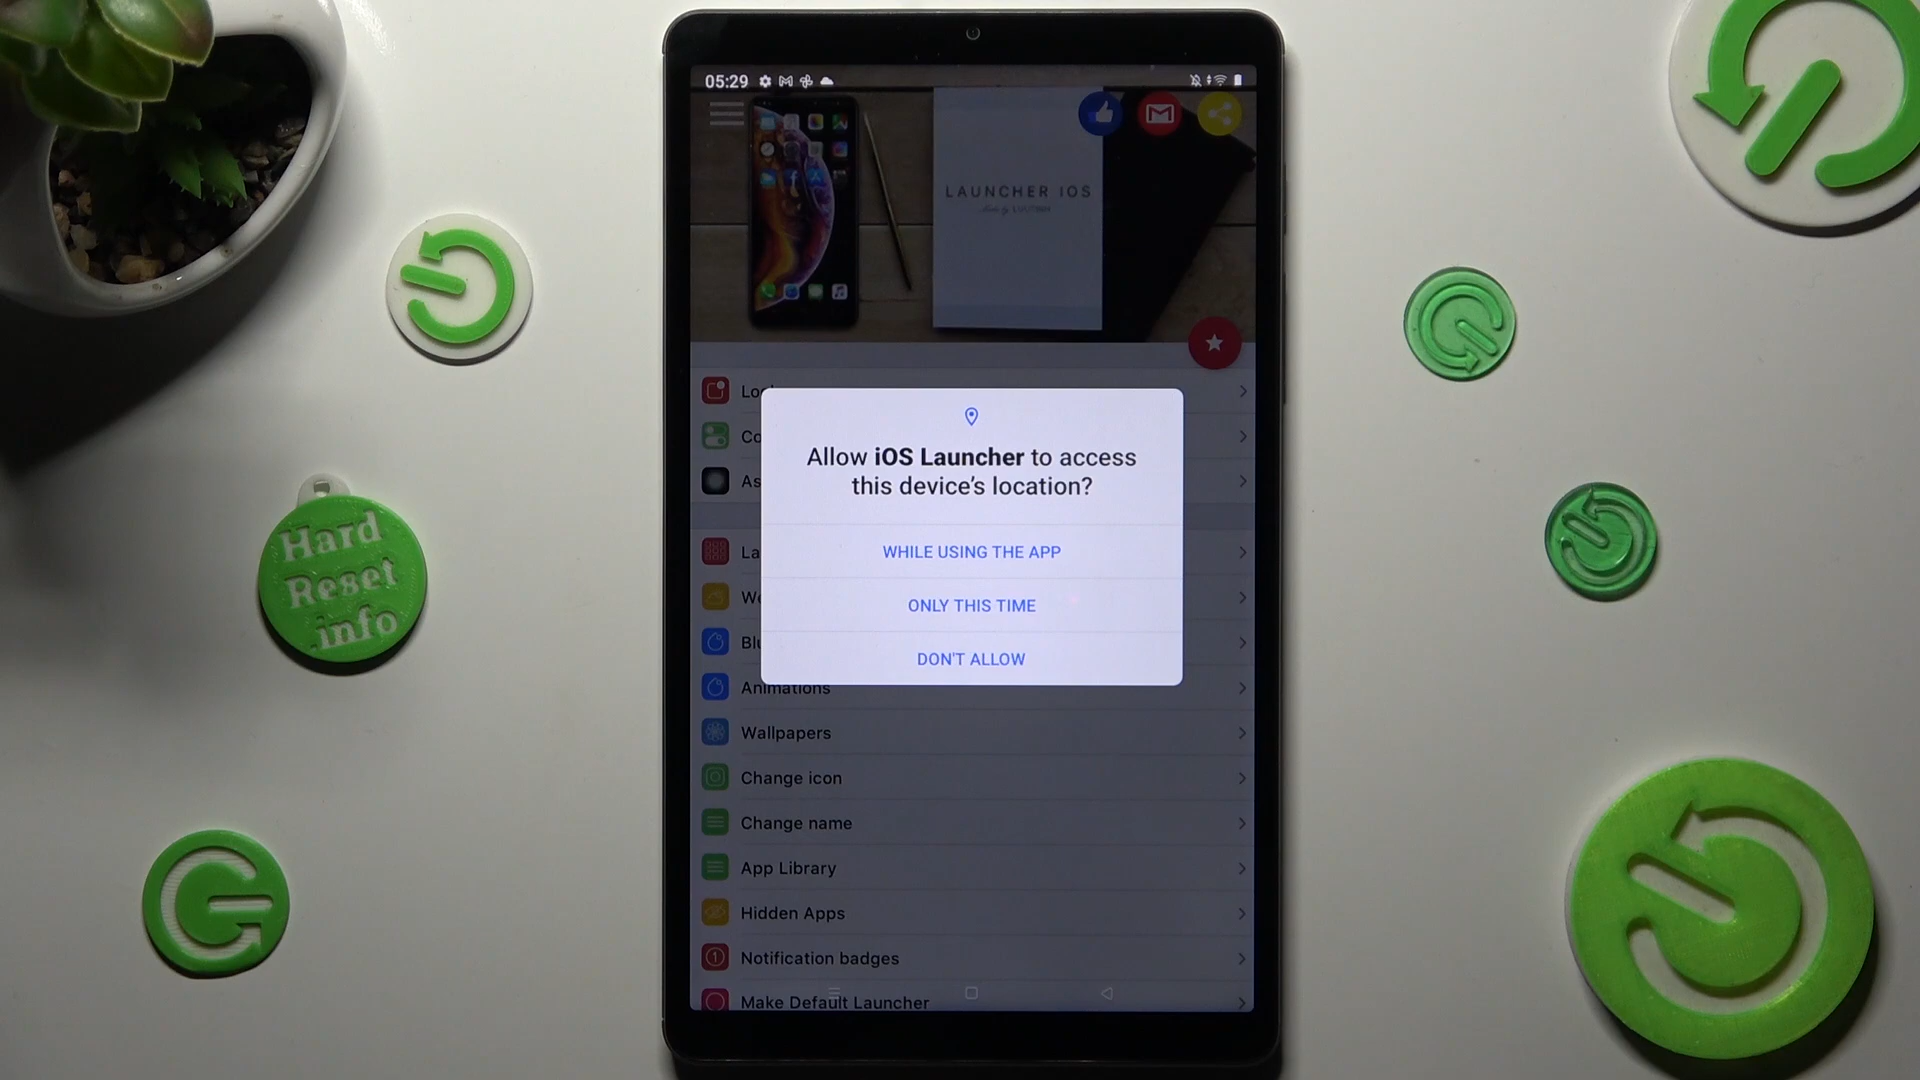 05:29
LAUNCHER IOS
Allow iOS Launcher to access
this device's location?
WHILE USING THE APP
ONLY THIS TIME
DON'T ALLOW
Animations
Wallpapers
Change icon
Change name
App Library
Hidden Apps
Notification badges
Make Default Launcher
Hard
Reset
.info